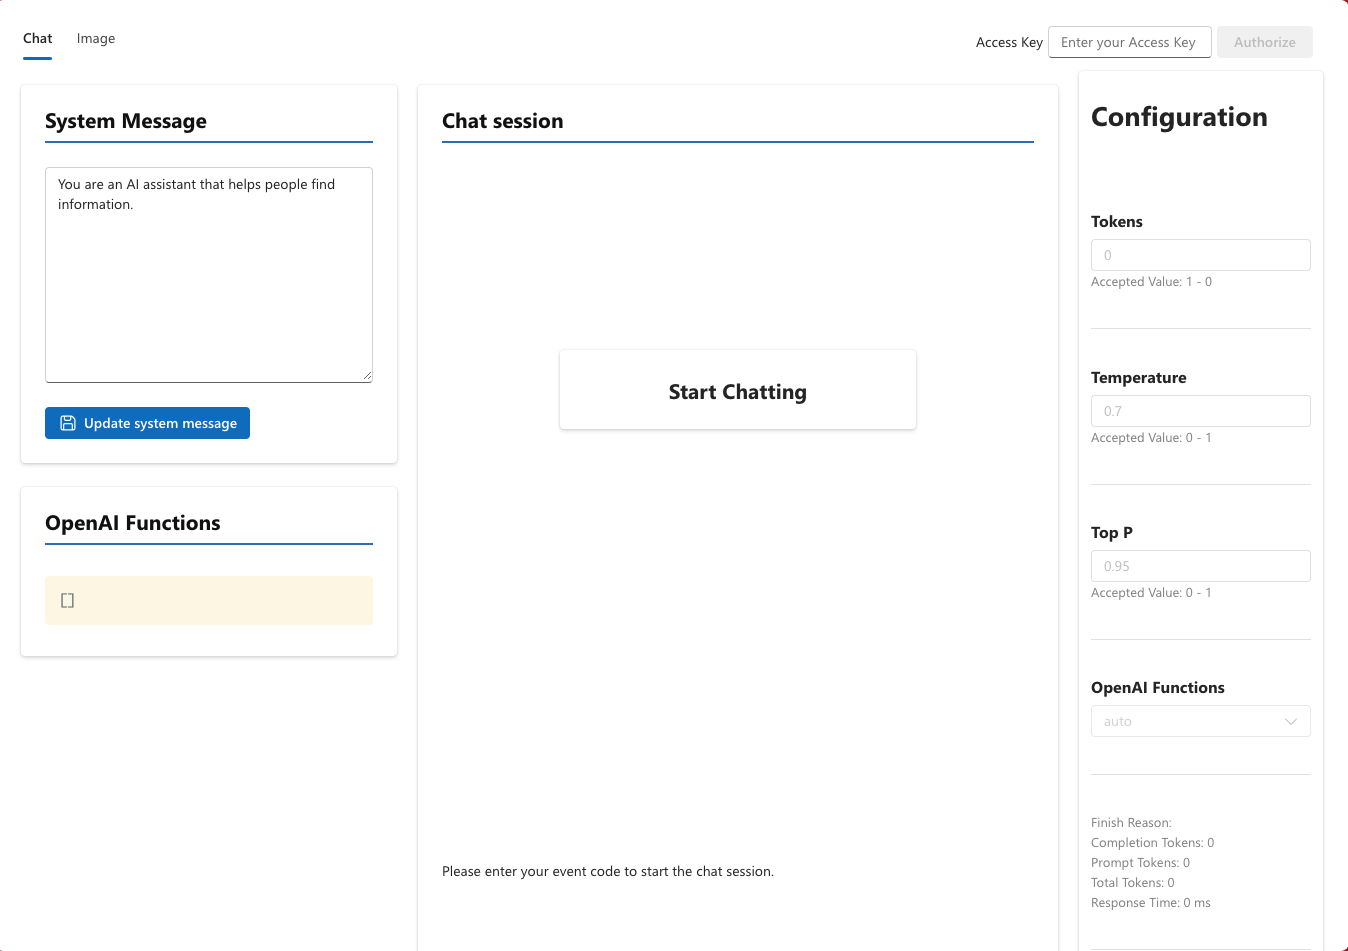 Chat
Image
Access Key
Enter your Access Key
Authorize
System Message
You are an AI assistant that helps people find
information.
Update system message
OpenAI Functions
[]
Chat session
Start Chatting
Please enter your event code to start the chat session.
Configuration
Tokens
0
Accepted Value: 1 - 0
Temperature
0.7
Accepted Value: 0 - 1
Top P
0.95
Accepted Value: 0 - 1
OpenAI Functions
auto
Finish Reason:
Completion Tokens: 0
Prompt Tokens: 0
Total Tokens: 0
Response Time: 0 ms